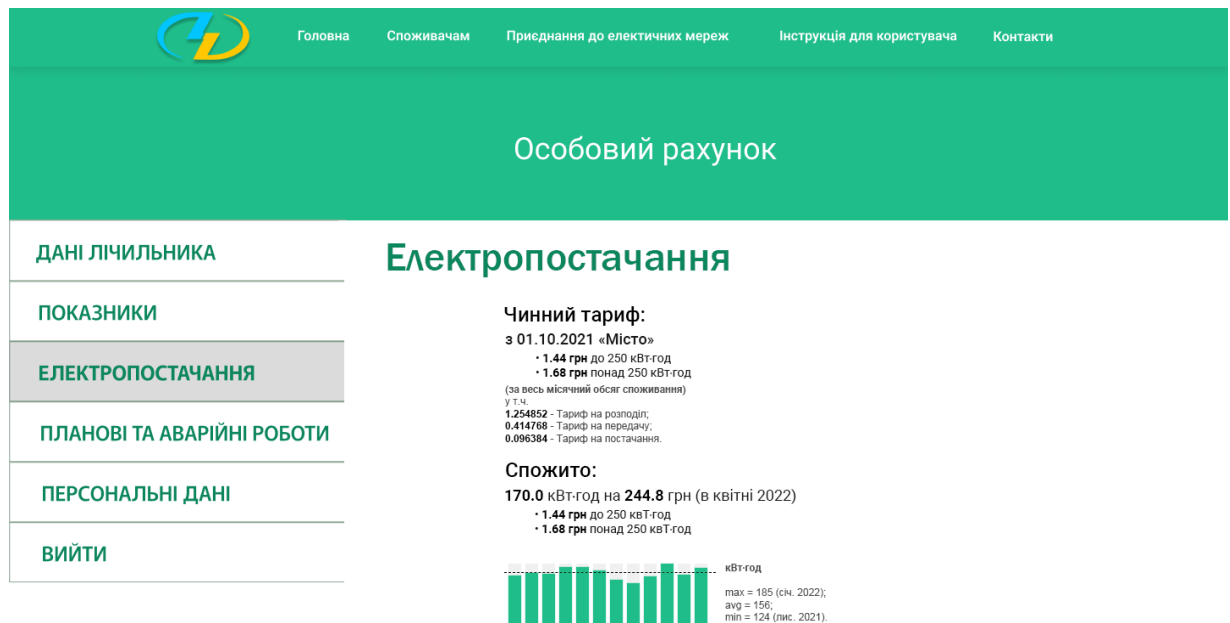 Головна Споживачам Приєднання до електичних мереж Інструкція для користувача Контакти
Особовий рахунок
ДАНІ ЛІЧИЛЬНИКА
ПОКАЗНИКИ
ЕЛЕКТРОПОСТАЧАННЯ
ПЛАНОВІ ТА АВАРІЙНІ РОБОТИ
ПЕРСОНАЛЬНІ ДАНІ
ВИЙТИ
Електропостачання
Чинний тариф:
з 01.10.2021 «Місто»
• 1.44 грн до 250 кВт·год
• 1.68 грн понад 250 кВт·год
(за весь місячний обсяг споживання)
у т.ч.
1.254852 - Тариф на розподіл;
0.414768 - Тариф на передачу;
0.096384 - Тариф на постачання.
Спожито:
170.0 кВт·год на 244.8 грн (в квітні 2022)
• 1.44 грн до 250 квТ·год
• 1.68 грн понад 250 квТ·год
кВт·год
max = 185 (січ. 2022);
avg = 156;
min = 124 (лис. 2021).